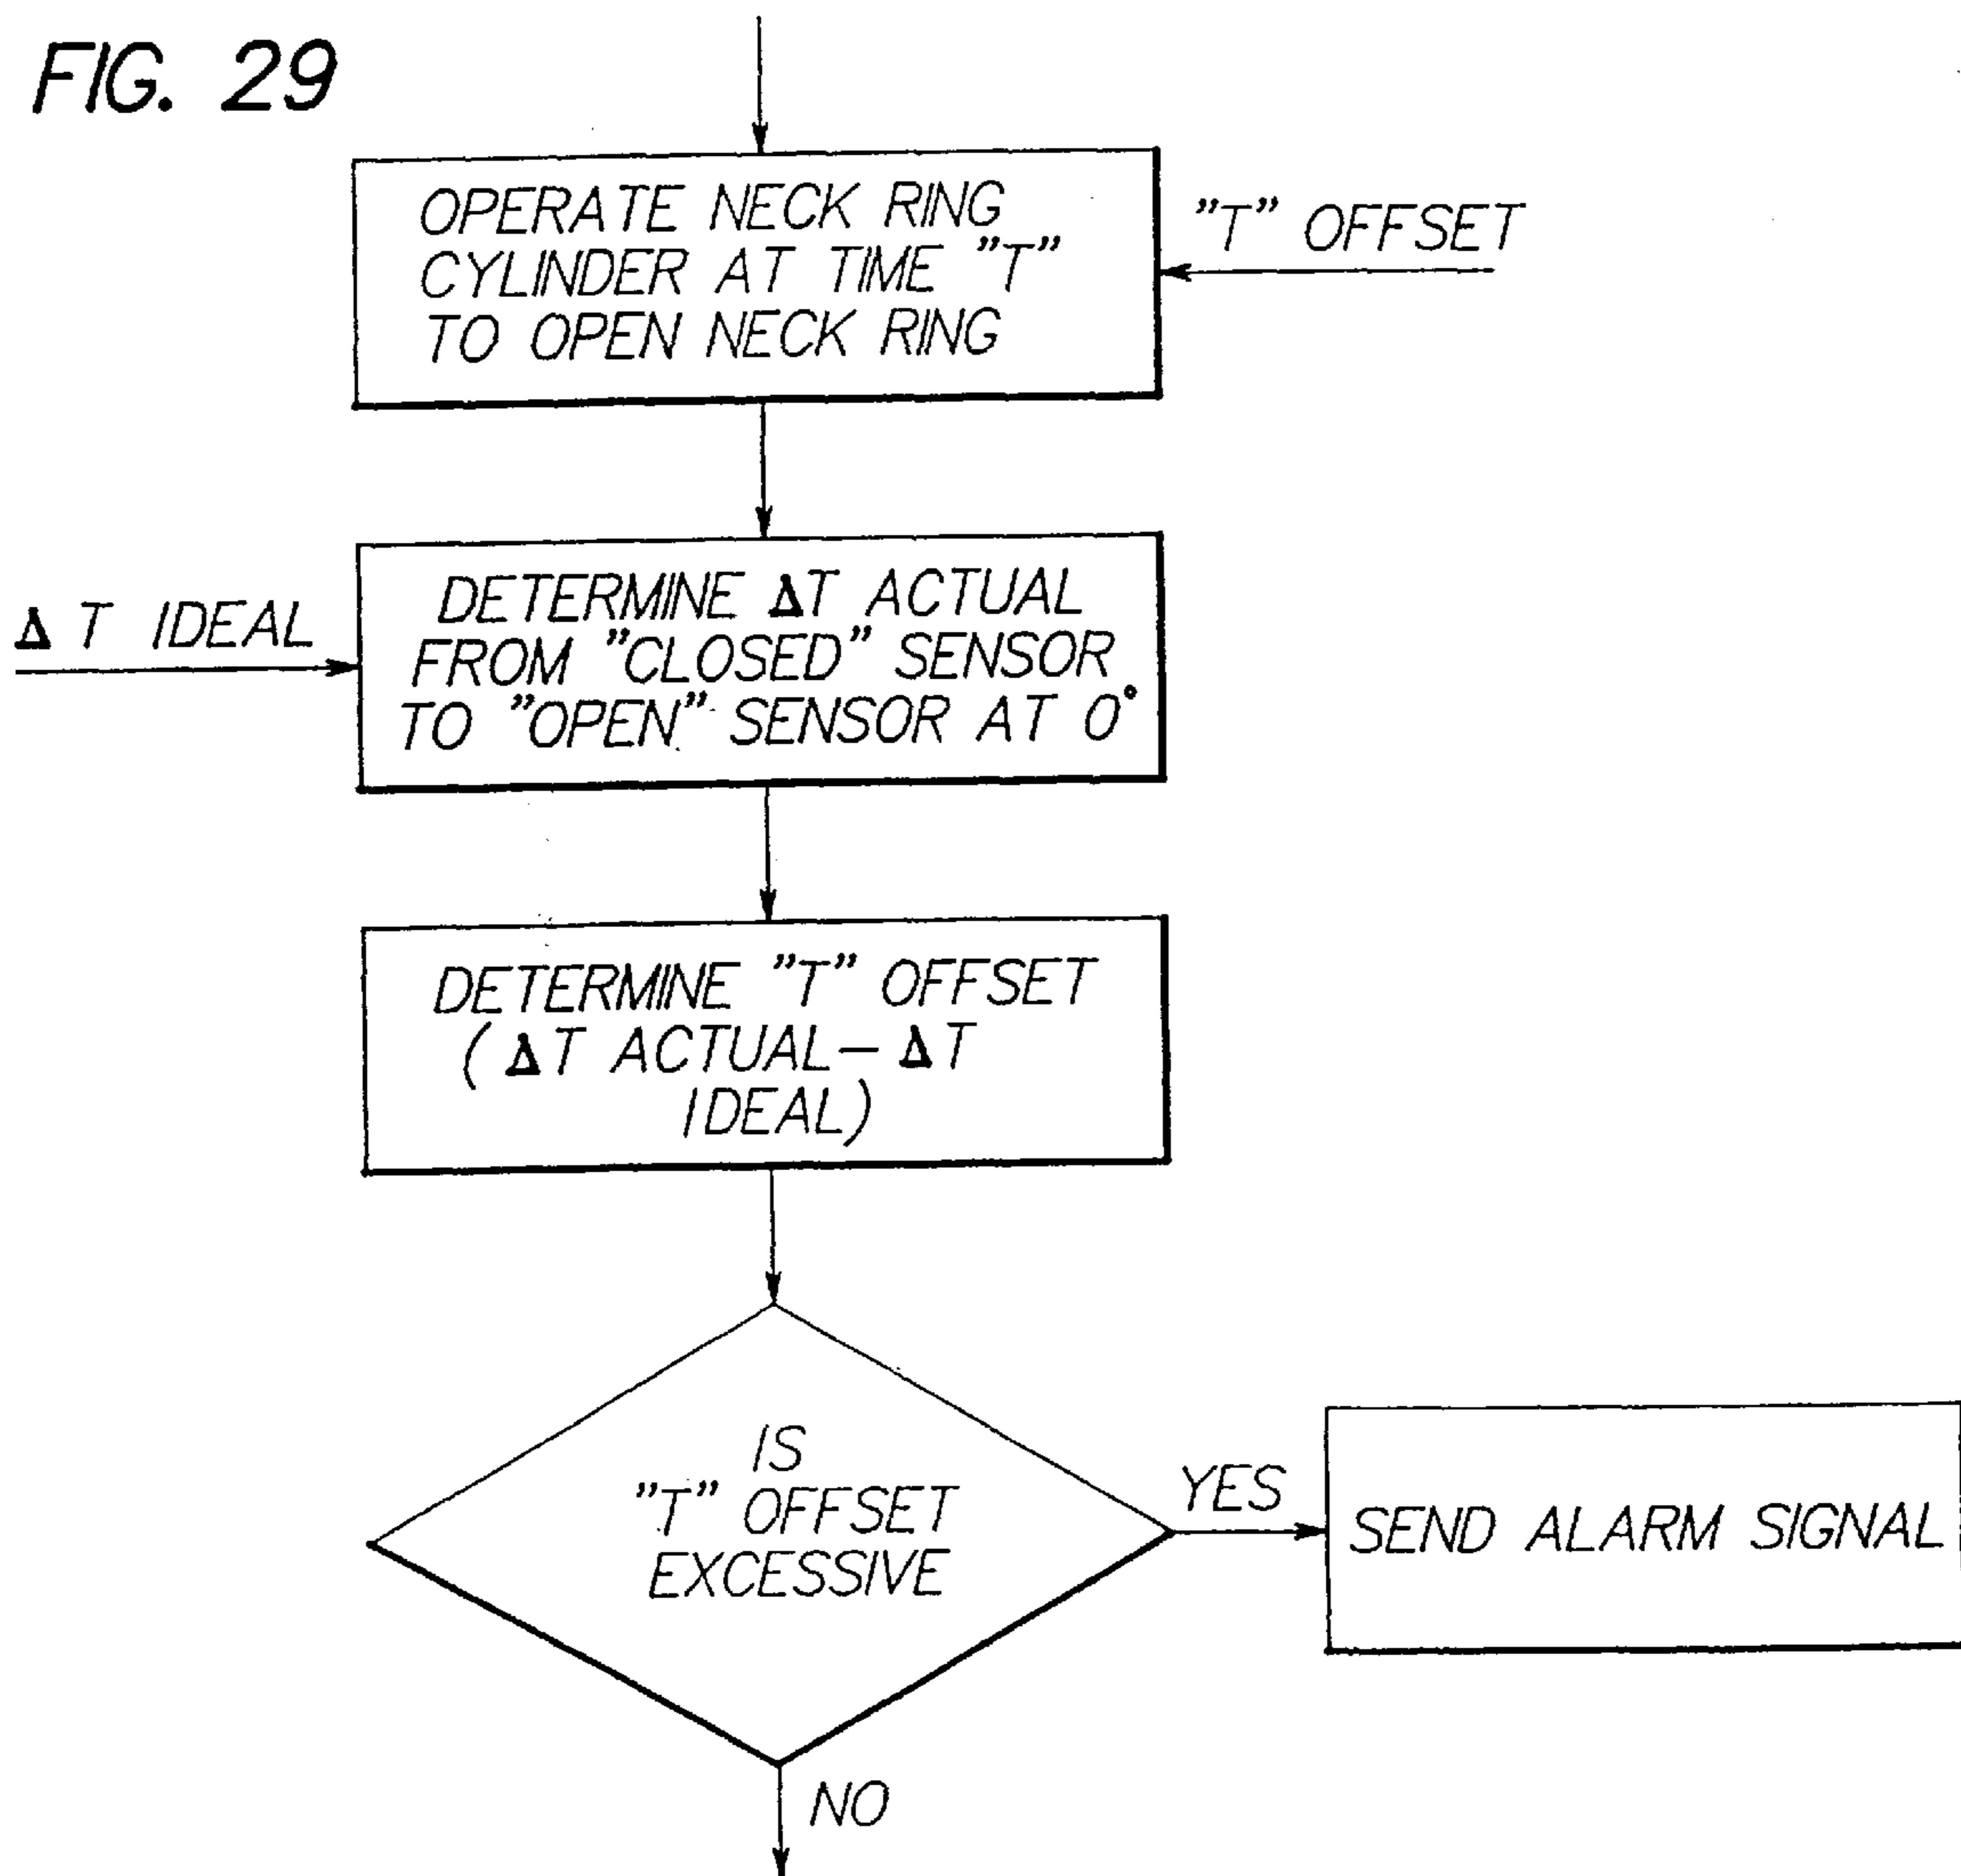 FIG. 29
OPERATE NECK RING
CYLINDER AT TIME "T"
TO OPEN NECK RING
"T" OFFSET
DETERMINE ΔT ACTUAL
FROM "CLOSED" SENSOR
TO "OPEN" SENSOR AT 0°
Δ T IDEAL
DETERMINE "T" OFFSET
(ΔT ACTUAL – ΔT
IDEAL)
IS
"T" OFFSET
EXCESSIVE
YES
SEND ALARM SIGNAL
NO